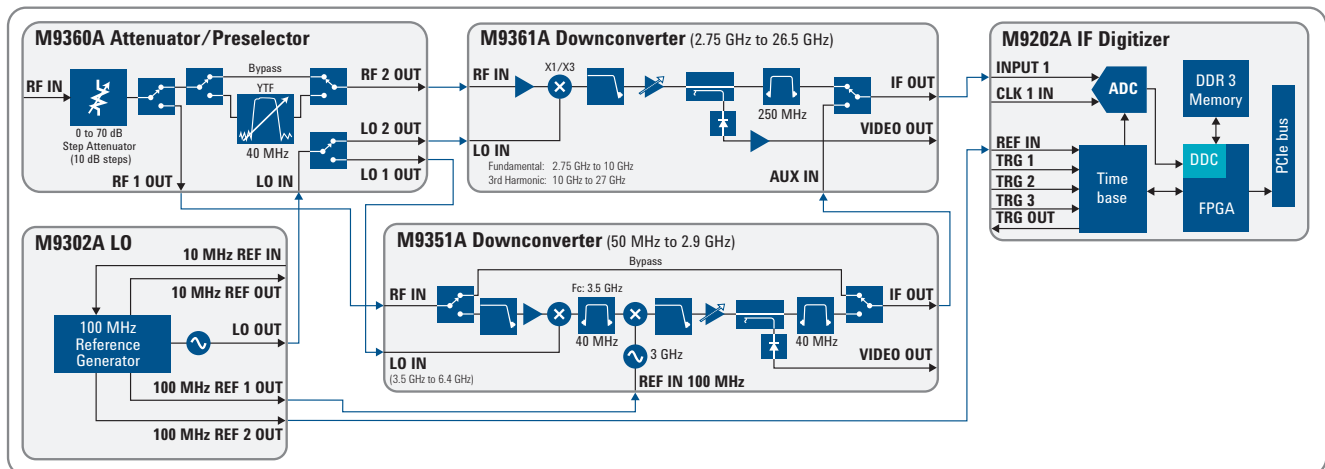 M9360A Attenuator/Preselector
RF IN
0 to 70 dB
Step Attenuator
(10 dB steps)
Bypass
YTF
40 MHz
RF 2 OUT
LO 2 OUT
LO 1 OUT
RF 1 OUT
LO IN
M9361A Downconverter (2.75 GHz to 26.5 GHz)
RF IN
X1/X3
250 MHz
IF OUT
VIDEO OUT
LO IN
Fundamental: 2.75 GHz to 10 GHz
3rd Harmonic: 10 GHz to 27 GHz
AUX IN
M9202A IF Digitizer
INPUT 1
CLK 1 IN
ADC
DDR 3
Memory
REF IN
TRG 1
TRG 2
TRG 3
TRG OUT
Time
base
DDC
FPGA
PCIe bus
M9302A LO
10 MHz REF IN
10 MHz REF OUT
100 MHz
Reference
Generator
LO OUT
100 MHz REF 1 OUT
100 MHz REF 2 OUT
M9351A Downconverter (50 MHz to 2.9 GHz)
Bypass
RF IN
Fc: 3.5 GHz
40 MHz
3 GHz
40 MHz
IF OUT
VIDEO OUT
LO IN
(3.5 GHz to 6.4 GHz)
REF IN 100 MHz